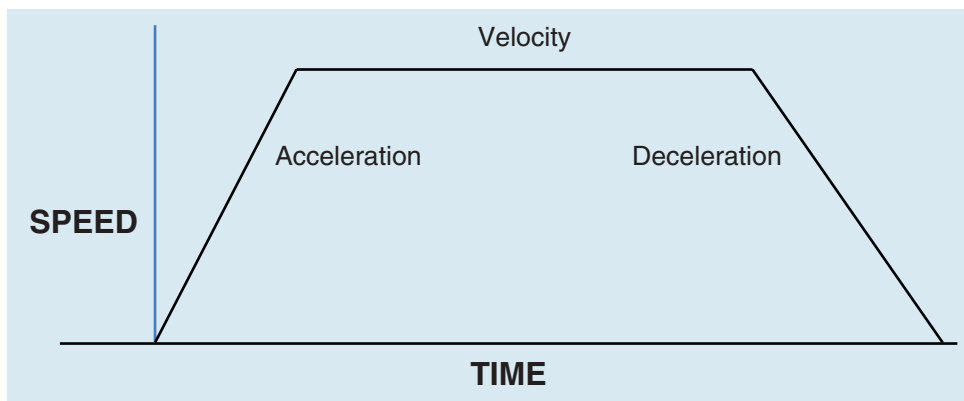 Velocity
Acceleration
Deceleration
SPEED
TIME